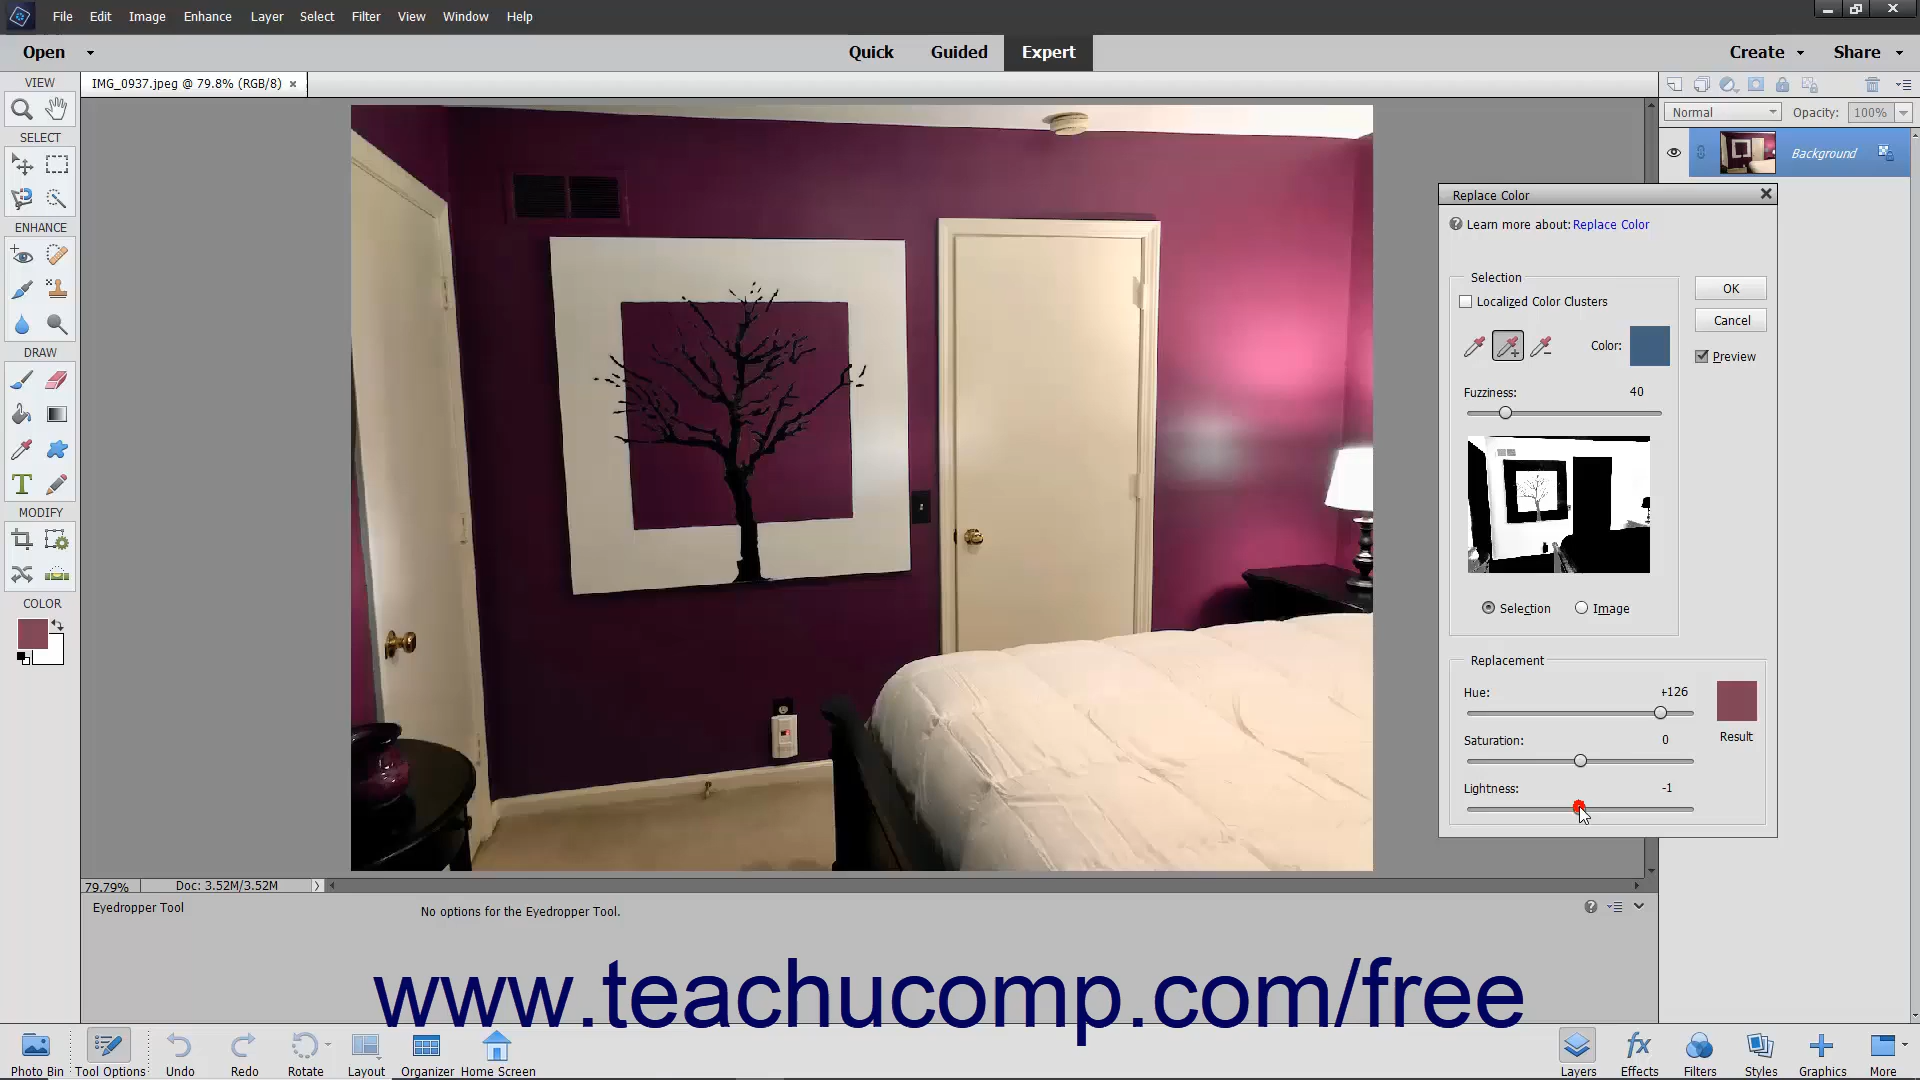 File Edit Image Enhance Layer Select Filter View Window Help
Open Quick Guided Expert Create Share
VIEW
IMG_0937.jpeg @ 79.8% (RGB/8) ×
Normal Opacity: 100%
SELECT
Background
Replace Color
Learn more about: Replace Color
ENHANCE
Selection
OK
Localized Color Clusters
Cancel
Color:
Preview
DRAW
Fuzziness: 40
T
MODIFY
COLOR
Selection Image
Replacement
Hue: +126
Result
Saturation: 0
Lightness: -1
79.79% Doc: 3.52M/3.52M
Eyedropper Tool No options for the Eyedropper Tool.
www.teachucomp.com/free
Photo Bin Tool Options Undo Redo Rotate Layout Organizer Home Screen
fx
Layers Effects Filters Styles Graphics More